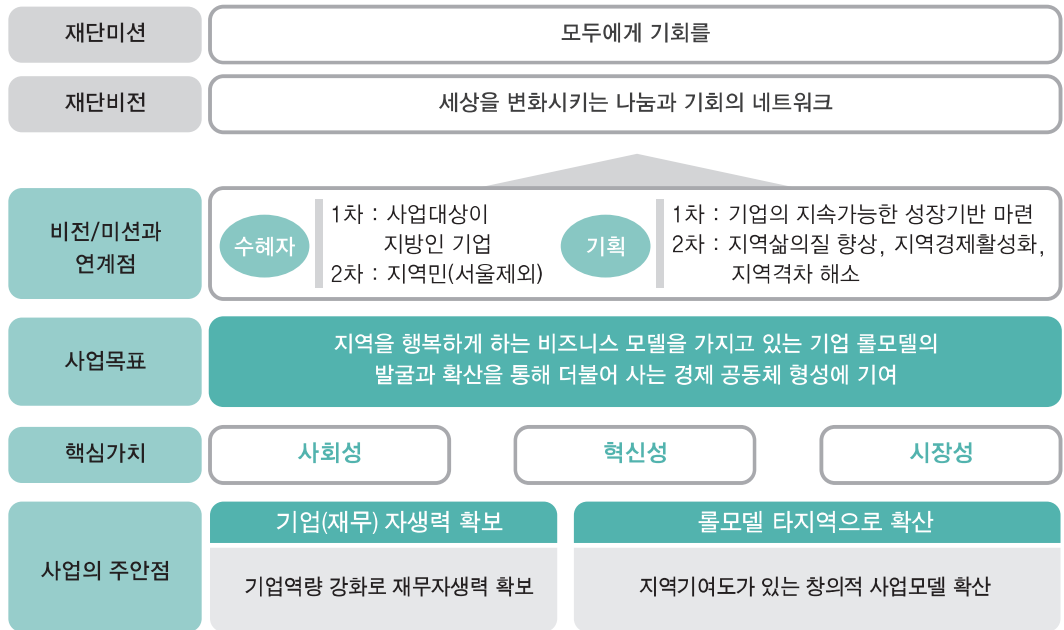 재단미션
모두에게 기회를
재단비전
세상을 변화시키는 나눔과 기회의 네트워크
비전/미션과
연계점
수혜자
1차 : 사업대상이
지방인 기업
2차 : 지역민(서울제외)
기획
1차 : 기업의 지속가능한 성장기반 마련
2차 : 지역삶의질 향상, 지역경제활성화,
지역격차 해소
사업목표
지역을 행복하게 하는 비즈니스 모델을 가지고 있는 기업 롤모델의
발굴과 확산을 통해 더불어 사는 경제 공동체 형성에 기여
핵심가치
사회성
혁신성
시장성
사업의 주안점
기업(재무) 자생력 확보
기업역량 강화로 재무자생력 확보
롤모델 타지역으로 확산
지역기여도가 있는 창의적 사업모델 확산